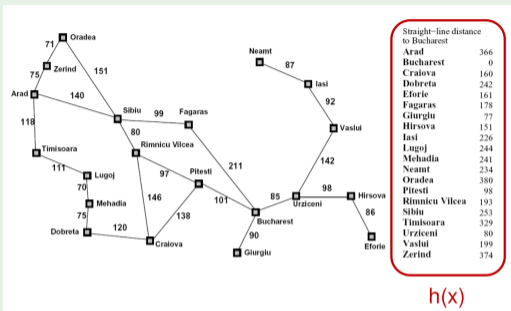 Oradea
71
Neamt
Zerind
87
75
151
Iasi
Arad
140
92
Sibiu
99
Fagaras
118
Vaslui
80
Rimnicu Vilcea
Timisoara
142
111
Lugoj
97
Pitesti
211
70
98
Hirsova
85
Mehadia
146
101
Urziceni
75
138
86
120
Bucharest
Dobreta
90
Craiova
Eforie
Giurgiu
Straight-line distance
to Bucharest
Arad 366
Bucharest 0
Craiova 160
Dobreta 242
Eforie 161
Fagaras 178
Giurgiu 77
Hirsova 151
Iasi 226
Lugoj 244
Mehadia 241
Neamt 234
Oradea 380
Pitesti 98
Rimnicu Vilcea 193
Sibiu 253
Timisoara 329
Urziceni 80
Vaslui 199
Zerind 374
h(x)